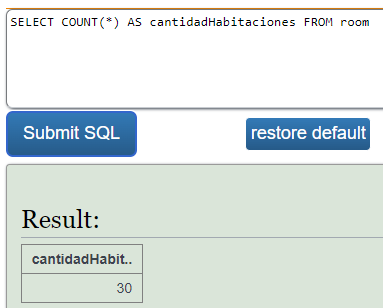 SELECT COUNT(*) AS cantidadHabitaciones FROM room
Submit SQL
restore default
Result:
cantidadHabit..
30